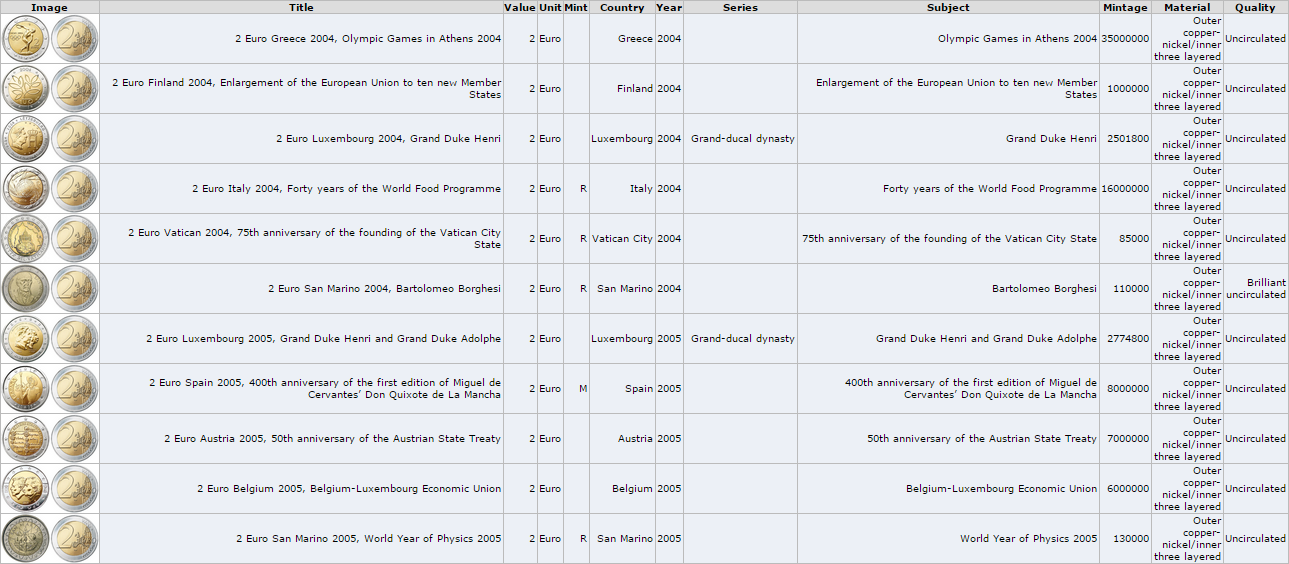 Image Title Value Unit Mint Country Year Series Subject Mintage Material Quality
2 Euro Greece 2004, Olympic Games in Athens 2004 2 Euro Greece 2004 Olympic Games in Athens 2004 35000000 Outer copper-nickel/inner three layered Uncirculated
2 Euro Finland 2004, Enlargement of the European Union to ten new Member States 2 Euro Finland 2004 Enlargement of the European Union to ten new Member States 1000000 Outer copper-nickel/inner three layered Uncirculated
2 Euro Luxembourg 2004, Grand Duke Henri 2 Euro Luxembourg 2004 Grand-ducal dynasty Grand Duke Henri 2501800 Outer copper-nickel/inner three layered Uncirculated
2 Euro Italy 2004, Forty years of the World Food Programme 2 Euro R Italy 2004 Forty years of the World Food Programme 16000000 Outer copper-nickel/inner three layered Uncirculated
2 Euro Vatican 2004, 75th anniversary of the founding of the Vatican City State 2 Euro R Vatican City 2004 75th anniversary of the founding of the Vatican City State 85000 Outer copper-nickel/inner three layered Uncirculated
2 Euro San Marino 2004, Bartolomeo Borghesi 2 Euro R San Marino 2004 Bartolomeo Borghesi 110000 Outer copper-nickel/inner three layered Brilliant uncirculated
2 Euro Luxembourg 2005, Grand Duke Henri and Grand Duke Adolphe 2 Euro Luxembourg 2005 Grand-ducal dynasty Grand Duke Henri and Grand Duke Adolphe 2774800 Outer copper-nickel/inner three layered Uncirculated
2 Euro Spain 2005, 400th anniversary of the first edition of Miguel de Cervantes’ Don Quixote de La Mancha 2 Euro M Spain 2005 400th anniversary of the first edition of Miguel de Cervantes’ Don Quixote de La Mancha 8000000 Outer copper-nickel/inner three layered Uncirculated
2 Euro Austria 2005, 50th anniversary of the Austrian State Treaty 2 Euro Austria 2005 50th anniversary of the Austrian State Treaty 7000000 Outer copper-nickel/inner three layered Uncirculated
2 Euro Belgium 2005, Belgium-Luxembourg Economic Union 2 Euro Belgium 2005 Belgium-Luxembourg Economic Union 6000000 Outer copper-nickel/inner three layered Uncirculated
2 Euro San Marino 2005, World Year of Physics 2005 2 Euro R San Marino 2005 World Year of Physics 2005 130000 Outer copper-nickel/inner three layered Uncirculated